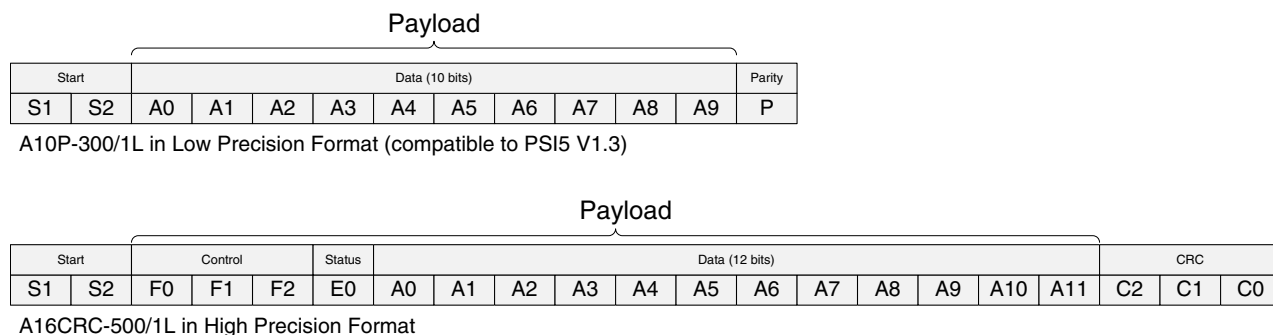 Payload
Start Data (10 bits) Parity
S1 S2 A0 A1 A2 A3 A4 A5 A6 A7 A8 A9 P
A10P-300/1L in Low Precision Format (compatible to PSI5 V1.3)
Payload
Start Control Status Data (12 bits) CRC
S1 S2 F0 F1 F2 E0 A0 A1 A2 A3 A4 A5 A6 A7 A8 A9 A10 A11 C2 C1 C0
A16CRC-500/1L in High Precision Format